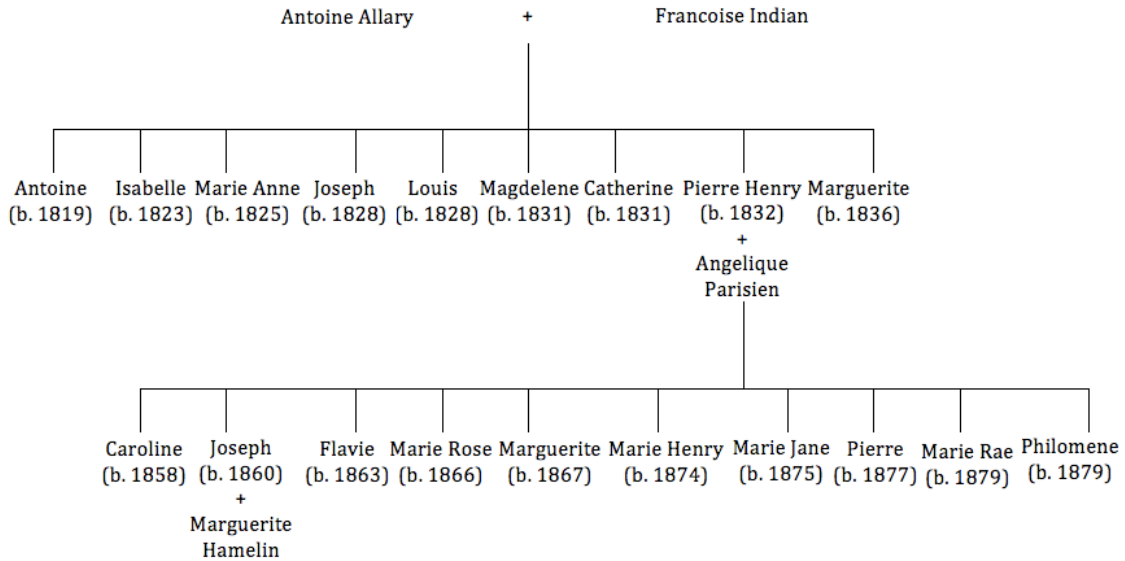 Antoine Allary + Francoise Indian
Antoine Isabelle Marie Anne Joseph Louis Magdelene Catherine Pierre Henry Marguerite
(b. 1819) (b. 1823) (b. 1825) (b. 1828) (b. 1828) (b. 1831) (b. 1831) (b. 1832) (b. 1836)
+
Angelique
Parisien
Caroline Joseph Flavie Marie Rose Marguerite Marie Henry Marie Jane Pierre Marie Rae Philomene
(b. 1858) (b. 1860) (b. 1863) (b. 1866) (b. 1867) (b. 1874) (b. 1875) (b. 1877) (b. 1879) (b. 1879)
+
Marguerite
Hamelin